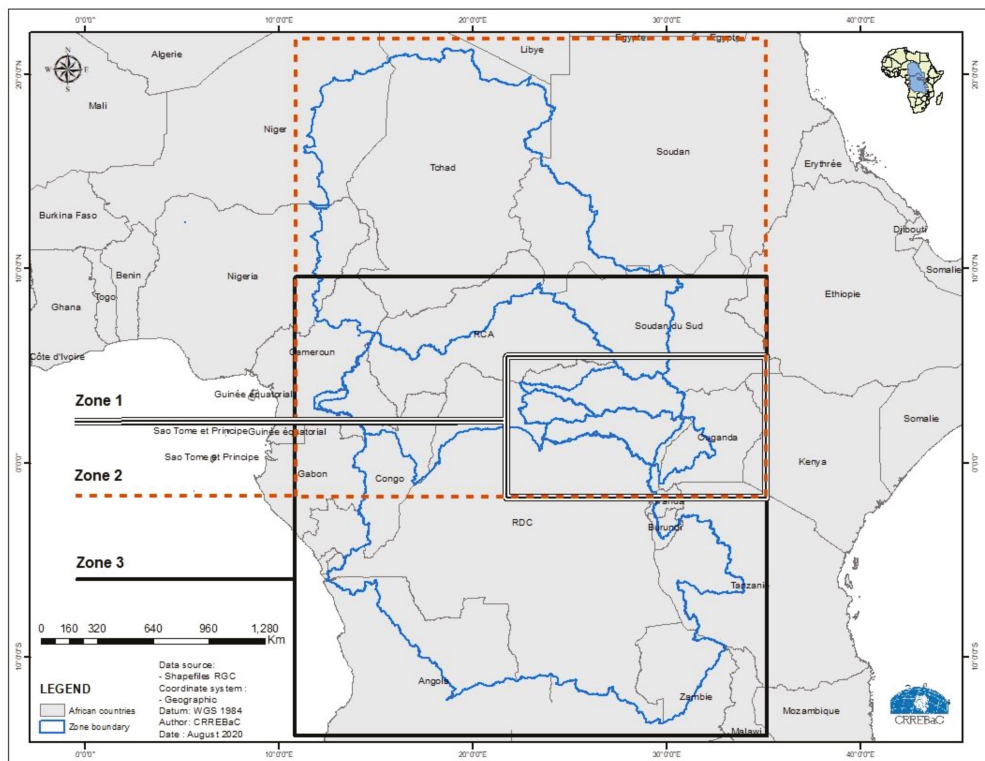 0°0'0"
10°0'0"E
20°0'0"E
30°0'0"E
40°0'0"E
N
W
E
S
20°0'0"N
20°0'0"N
Algerie
Libye
Egypte
Egypte
Mali
Niger
Tchad
Soudan
Erythrée
Burkina Faso
Djibouti
10°0'0"N
10°0'0"N
Benin
Nigeria
Somalie
Togo
Ghana
Ethiopie
RCA
Soudan du Sud
Côte d'Ivoire
Cameroun
Zone 1
Guinée équatorial
Somalie
Sao Tome et Principe
Guinée équatorial
Ouganda
Sao Tome et Principe
Kenya
0°0'0"
0°0'0"
Zone 2
Gabon
Congo
Rwanda
RDC
Burundi
Zone 3
Tanzanie
0 160 320 640 960 1,280
Km
10°0'0"S
10°0'0"S
Data source:
- Shapefiles RGC
Coordinate system :
- Geographic
Datum: WGS 1984
Author: CRREBaC
Date : August 2020
LEGEND
African countries
Zone boundary
Angola
Zambie
Mozambique
Malawi
CRREBaC
0°0'0"
10°0'0"E
20°0'0"E
30°0'0"E
40°0'0"E